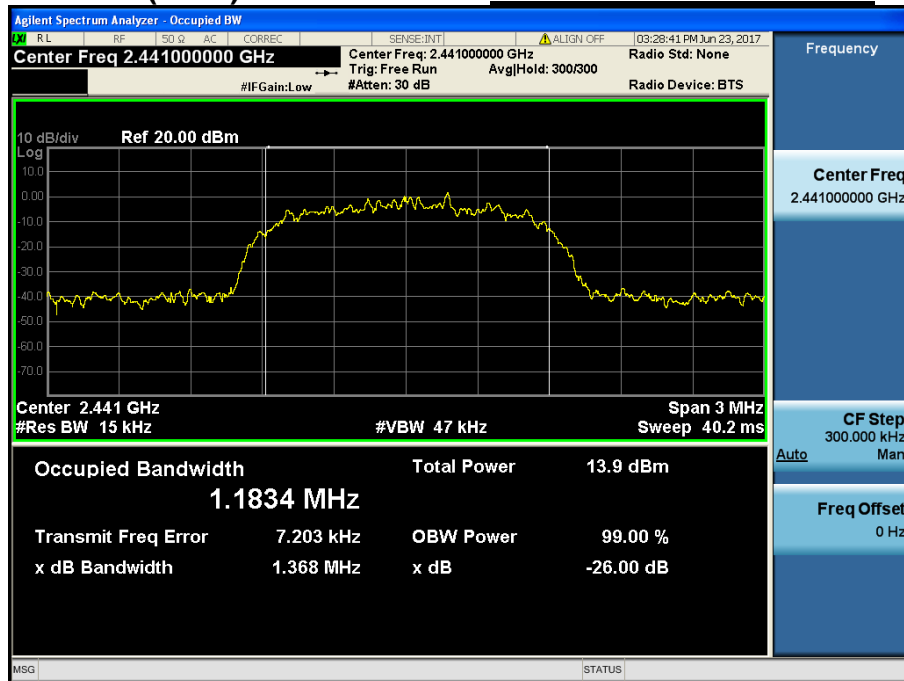 Agilent Spectrum Analyzer - Occupied BW
LXI RL RF 50 Ω AC CORREC SENSE:INT ALIGN OFF 03:28:41 PM Jun 23, 2017
Center Freq 2.441000000 GHz Center Freq: 2.441000000 GHz Radio Std: None
Trig: Free Run Avg|Hold: 300/300
#IFGain:Low #Atten: 30 dB Radio Device: BTS
Frequency
10 dB/div Ref 20.00 dBm
Log
10.0
0.00
-10.0
-20.0
-30.0
-40.0
-50.0
-60.0
-70.0
Center 2.441 GHz Span 3 MHz
#Res BW 15 kHz #VBW 47 kHz Sweep 40.2 ms
Center Freq
2.441000000 GHz
CF Step
300.000 kHz
Auto Man
Freq Offset
0 Hz
Occupied Bandwidth Total Power 13.9 dBm
1.1834 MHz
Transmit Freq Error 7.203 kHz OBW Power 99.00 %
x dB Bandwidth 1.368 MHz x dB -26.00 dB
MSG STATUS